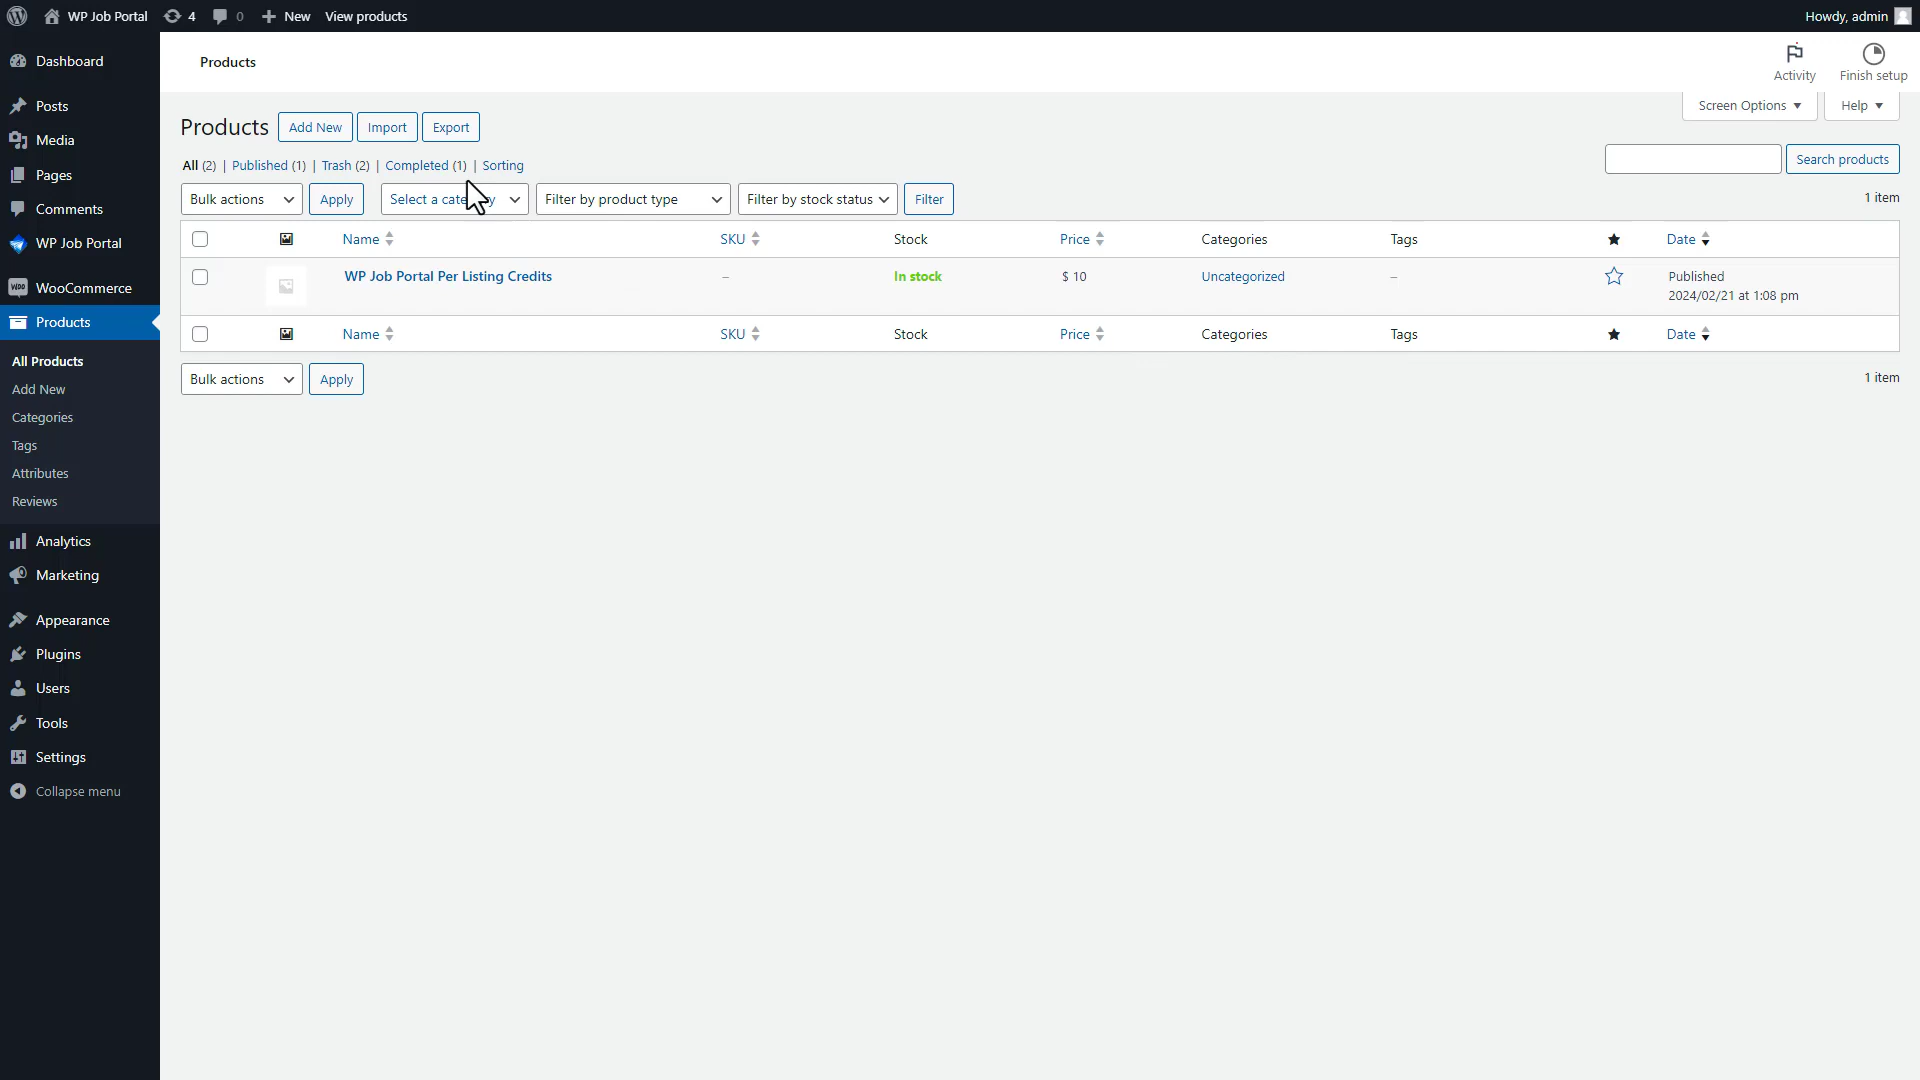 WP Job Portal 4 0 New View products Howdy, admin
Dashboard
Posts
Media
Pages
Comments
WP Job Portal
WooCommerce
Products
All Products
Add New
Categories
Tags
Attributes
Reviews
Analytics
Marketing
Appearance
Plugins
Users
Tools
Settings
Collapse menu
Products
Activity Finish setup
Screen Options Help
Products Add New Import Export
All (2) | Published (1) | Trash (2) | Completed (1) | Sorting
Search products
Bulk actions Apply Select a cate y Filter by product type Filter by stock status Filter 1 item
Name SKU Stock Price Categories Tags Date
WP Job Portal Per Listing Credits – In stock $ 10 Uncategorized – Published
2024/02/21 at 1:08 pm
Name SKU Stock Price Categories Tags Date
Bulk actions Apply 1 item